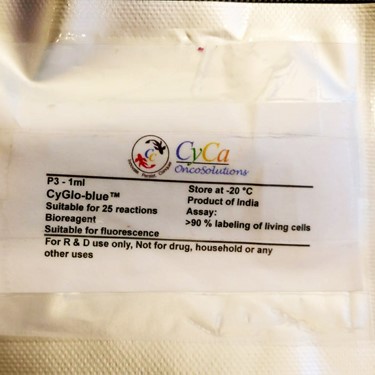 CyCa
OncoSolutions
P3 - 1ml
CyGlo-blue™
Suitable for 25 reactions
Bioreagent
Suitable for fluorescence
Store at -20 °C
Product of India
Assay:
>90 % labeling of living cells
For R & D use only, Not for drug, household or any
other uses